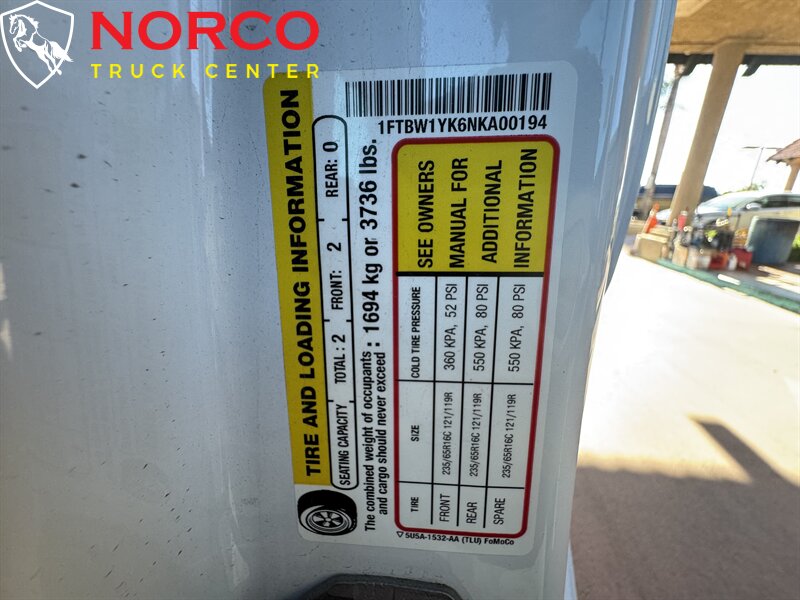 NORCO
TRUCK CENTER
1FTBW1YK6NKA00194
TIRE AND LOADING INFORMATION
SEATING CAPACITY TOTAL : 2 FRONT: 2 REAR: 0
The combined weight of occupants and cargo should never exceed : 1694 kg or 3736 lbs.
TIRE SIZE COLD TIRE PRESSURE
FRONT 235/65R16C 121/119R 360 KPA, 52 PSI
REAR 235/65R16C 121/119R 550 KPA, 80 PSI
SPARE 235/65R16C 121/119R 550 KPA, 80 PSI
SEE OWNERS
MANUAL FOR
ADDITIONAL
INFORMATION
5U5A-1532-AA (TLU) FoMoCo